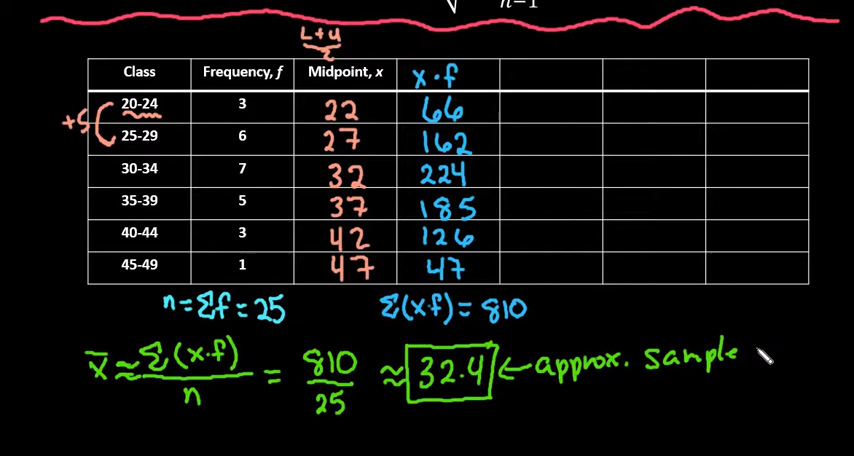 n-1
L+U
2
Class Frequency, f Midpoint, x x·f
20-24 3 22 66
+5
25-29 6 27 162
30-34 7 32 224
35-39 5 37 185
40-44 3 42 126
45-49 1 47 47
n=Σf=25 Σ(x·f)=810
x̄≈Σ(x·f)/n = 810/25 ≈ 32.4 ← approx. sample